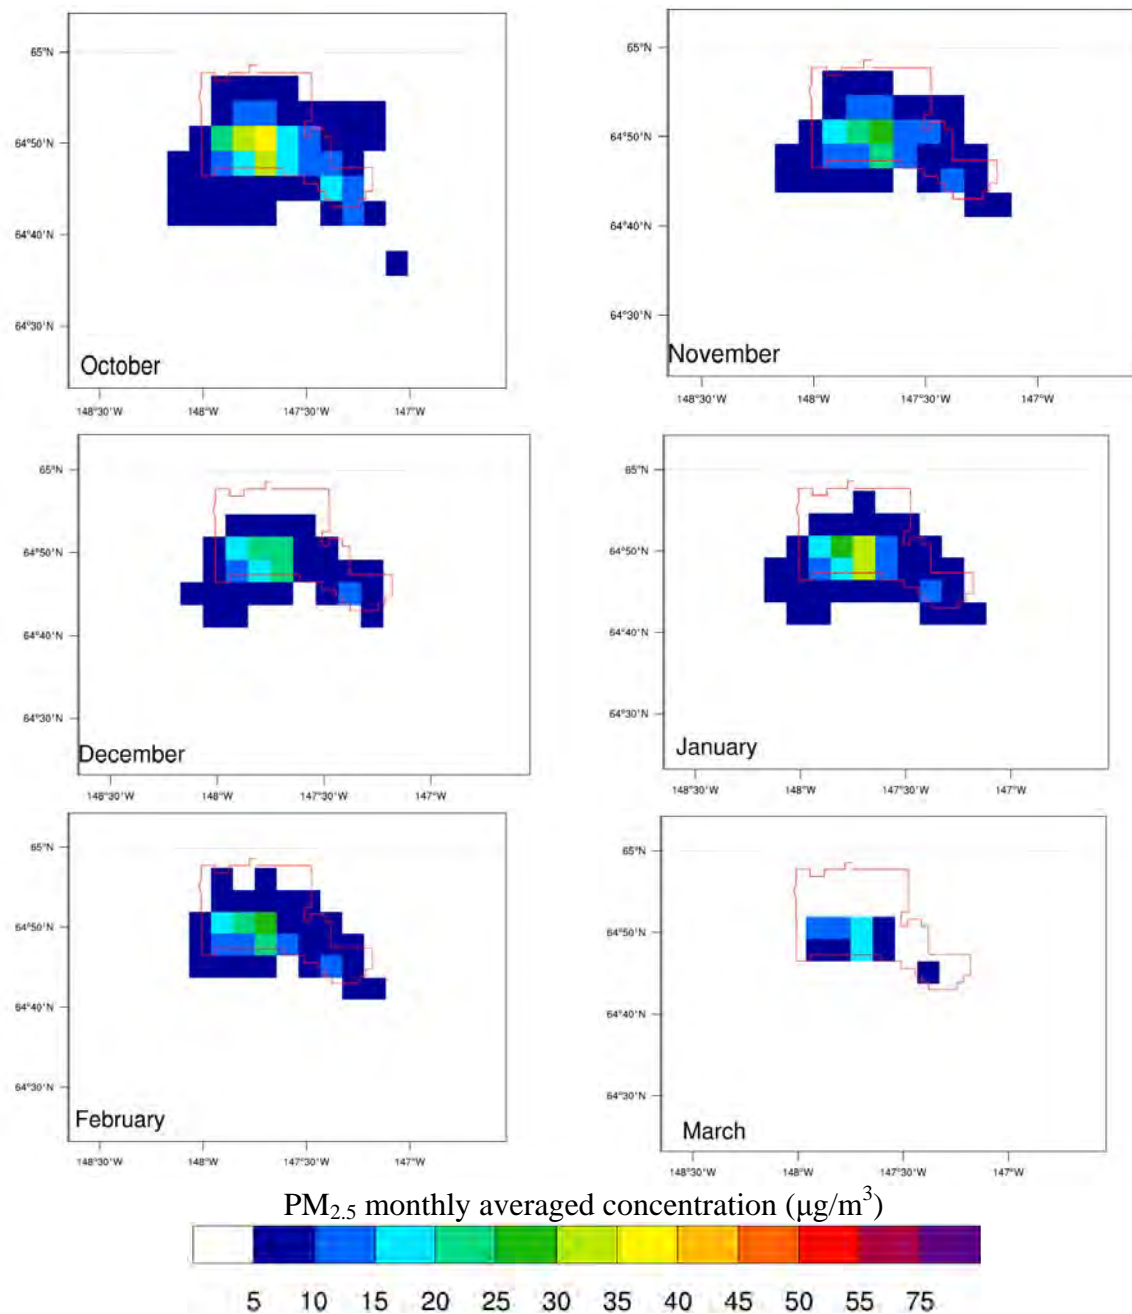 65°N
64°50'N
64°40'N
64°30'N
October
148°30'W 148°W 147°30'W 147°W
65°N
64°50'N
64°40'N
64°30'N
November
148°30'W 148°W 147°30'W 147°W
65°N
64°50'N
64°40'N
64°30'N
December
148°30'W 148°W 147°30'W 147°W
65°N
64°50'N
64°40'N
64°30'N
January
148°30'W 148°W 147°30'W 147°W
65°N
64°50'N
64°40'N
64°30'N
February
148°30'W 148°W 147°30'W 147°W
65°N
64°50'N
64°40'N
64°30'N
March
148°30'W 148°W 147°30'W 147°W
PM2.5 monthly averaged concentration (μg/m³)
5 10 15 20 25 30 35 40 45 50 55 75